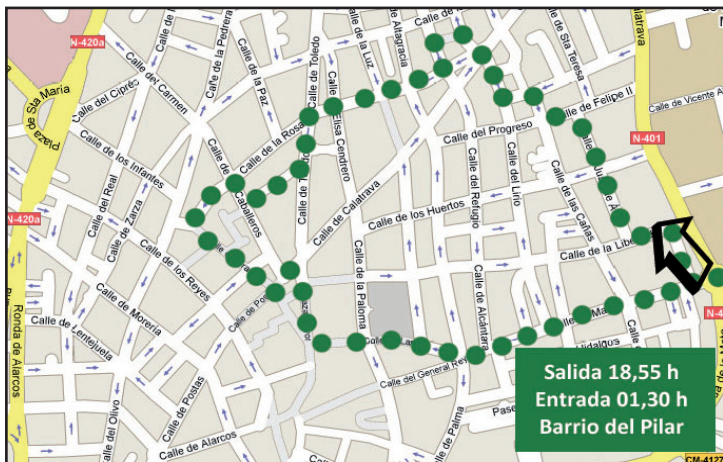 N-420a
Calle de la Pedrera
Calle de la Paz
Calle de Toledo
Calle de la Luz
Altagracia
Calle
Calle de Sta Teresa
Calatrava
Plaza de Sta María
Calle del Ciprés
Calle del Carmen
Calle de la Rosa
Elisa Cendrero
Calle de Felipe II
Calle de Vicente A
Calle del Progreso
N-401
Calle de los Infantes
Calle de
Caballeros
Calle de Calatrava
Calle del Refugio
Calle del Lirio
Calle de las Cañas
Calle del Real
Calle de Zarza
Calle de los Huertos
N-420a
Calle de los Reyes
Calle de la Libe
Ronda de Alarcos
Calle de Morería
Calle de la Paloma
Calle de Alcántara
Calle de Lentejuela
Hidalgos
Calle de Postas
Calle del General Rey
Calle del Olivo
Calle de Alarcos
Calle de Palma
Salida 18,55 h
Entrada 01,30 h
Barrio del Pilar
CM-4127